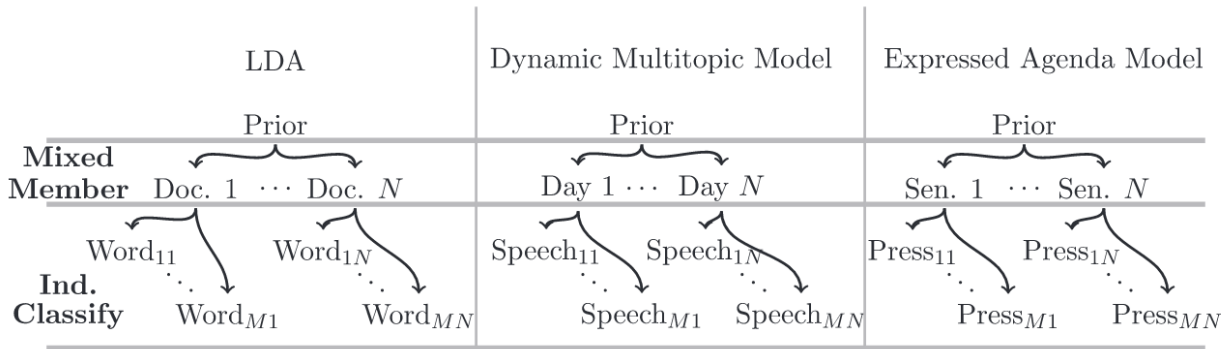 LDA Dynamic Multitopic Model Expressed Agenda Model
Prior Prior Prior
Mixed
Member Doc. 1 ⋯ Doc. N Day 1 ⋯ Day N Sen. 1 ⋯ Sen. N
Word₁₁ Word₁N Speech₁₁ Speech₁N Press₁₁ Press₁N
Ind.
Classify WordM1 WordMN SpeechM1 SpeechMN PressM1 PressMN